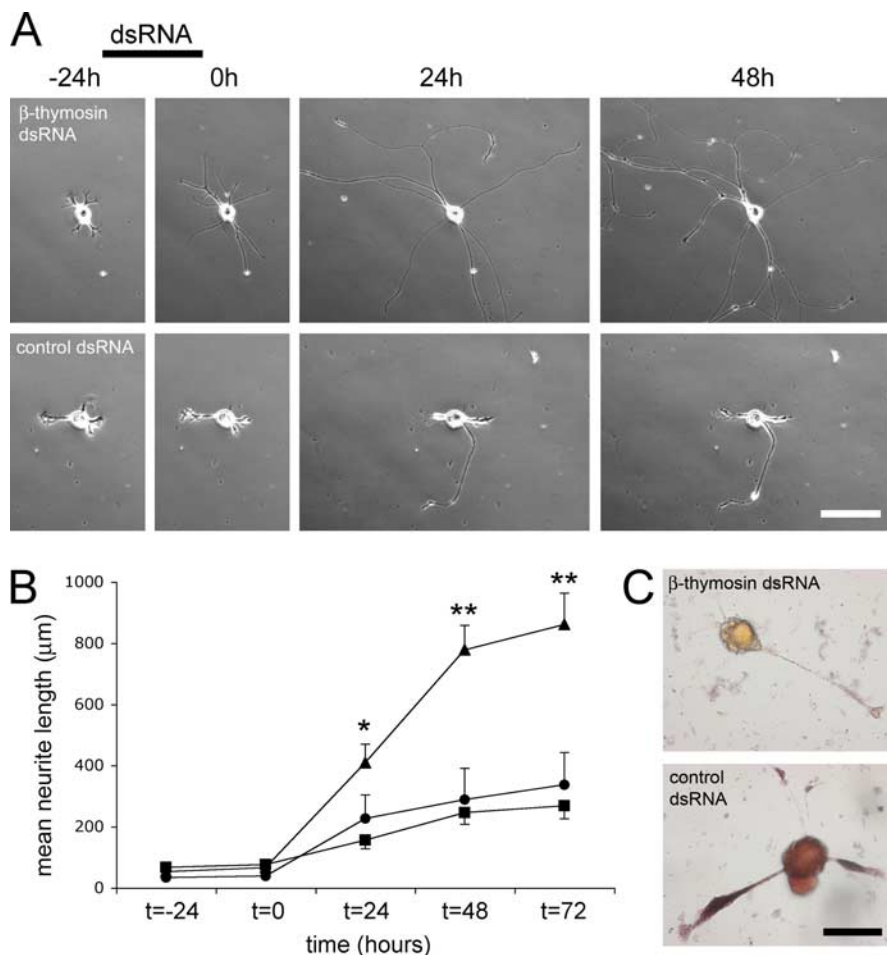 A
dsRNA
-24h 0h 24h 48h
β-thymosin
dsRNA
control dsRNA
B
1000
800
600
400
200
0
mean neurite length (µm)
*
**
**
t=-24 t=0 t=24 t=48 t=72
time (hours)
C
β-thymosin dsRNA
control
dsRNA